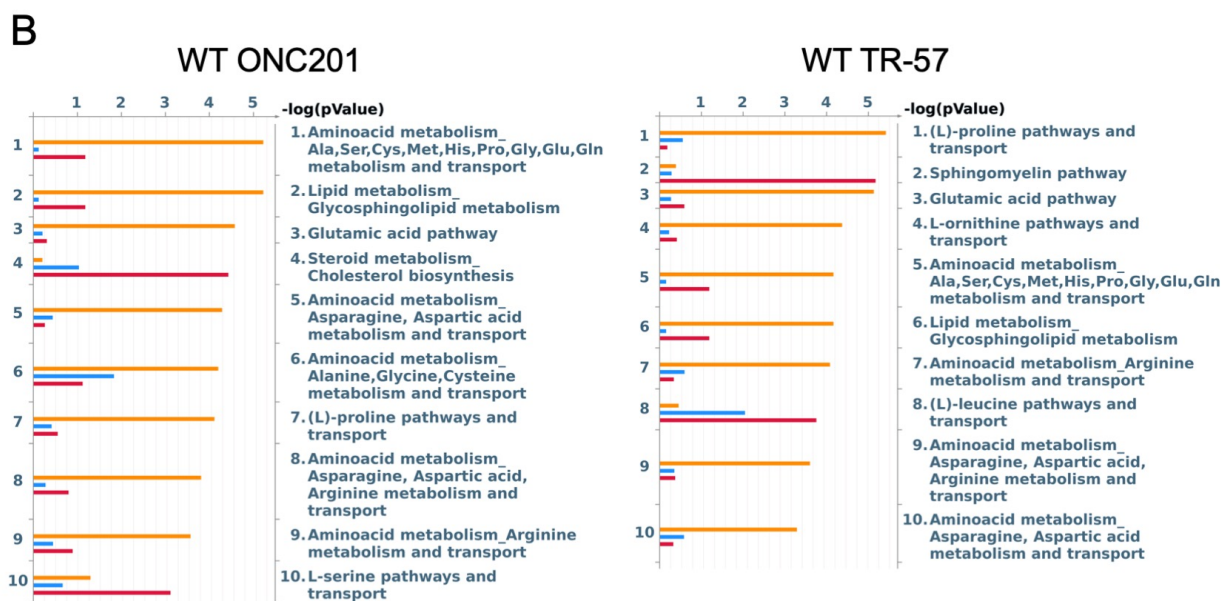 B
WT ONC201
1 2 3 4 5 -log(pValue)
1
2
3
4
5
6
7
8
9
10
1. Aminoacid metabolism_
Ala,Ser,Cys,Met,His,Pro,Gly,Glu,Gln
metabolism and transport
2. Lipid metabolism_
Glycosphingolipid metabolism
3. Glutamic acid pathway
4. Steroid metabolism_
Cholesterol biosynthesis
5. Aminoacid metabolism_
Asparagine, Aspartic acid
metabolism and transport
6. Aminoacid metabolism_
Alanine,Glycine,Cysteine
metabolism and transport
7. (L)-proline pathways and
transport
8. Aminoacid metabolism_
Asparagine, Aspartic acid,
Arginine metabolism and
transport
9. Aminoacid metabolism_Arginine
metabolism and transport
10. L-serine pathways and
transport
WT TR-57
1 2 3 4 5 -log(pValue)
1
2
3
4
5
6
7
8
9
10
1. (L)-proline pathways and
transport
2. Sphingomyelin pathway
3. Glutamic acid pathway
4. L-ornithine pathways and
transport
5. Aminoacid metabolism_
Ala,Ser,Cys,Met,His,Pro,Gly,Glu,Gln
metabolism and transport
6. Lipid metabolism_
Glycosphingolipid metabolism
7. Aminoacid metabolism_Arginine
metabolism and transport
8. (L)-leucine pathways and
transport
9. Aminoacid metabolism_
Asparagine, Aspartic acid,
Arginine metabolism and
transport
10. Aminoacid metabolism_
Asparagine, Aspartic acid
metabolism and transport